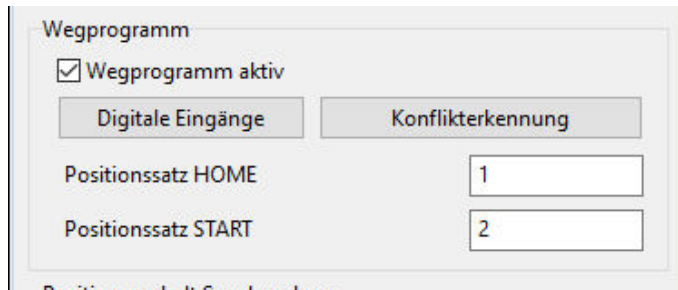 Wegprogramm
Wegprogramm aktiv
Digitale Eingänge Konflikterkennung
Positionssatz HOME 1
Positionssatz START 2